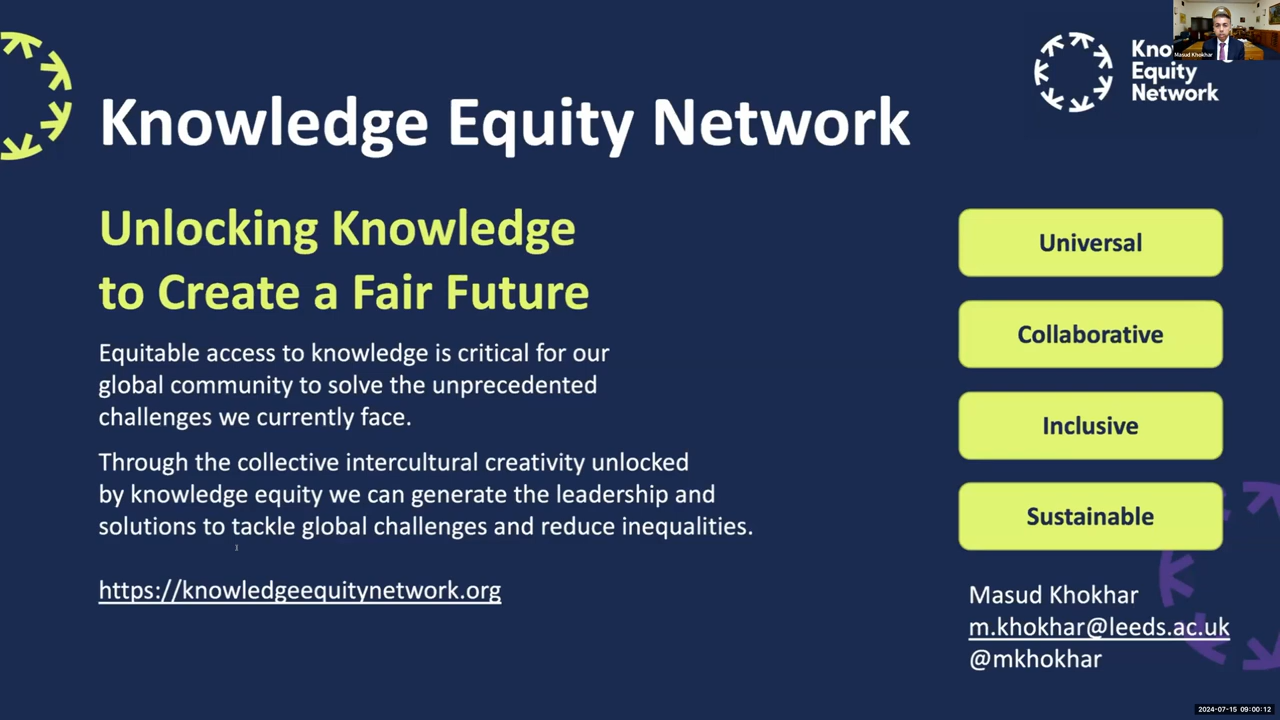 Knowledge Equity Network
Unlocking Knowledge
to Create a Fair Future
Equitable access to knowledge is critical for our
global community to solve the unprecedented
challenges we currently face.
Through the collective intercultural creativity unlocked
by knowledge equity we can generate the leadership and
solutions to tackle global challenges and reduce inequalities.
https://knowledgeequitynetwork.org
Kno
Equity
Network
Masud Khokhar
Universal
Collaborative
Inclusive
Sustainable
Masud Khokhar
m.khokhar@leeds.ac.uk
@mkhokhar
2024-07-15 09:00:12